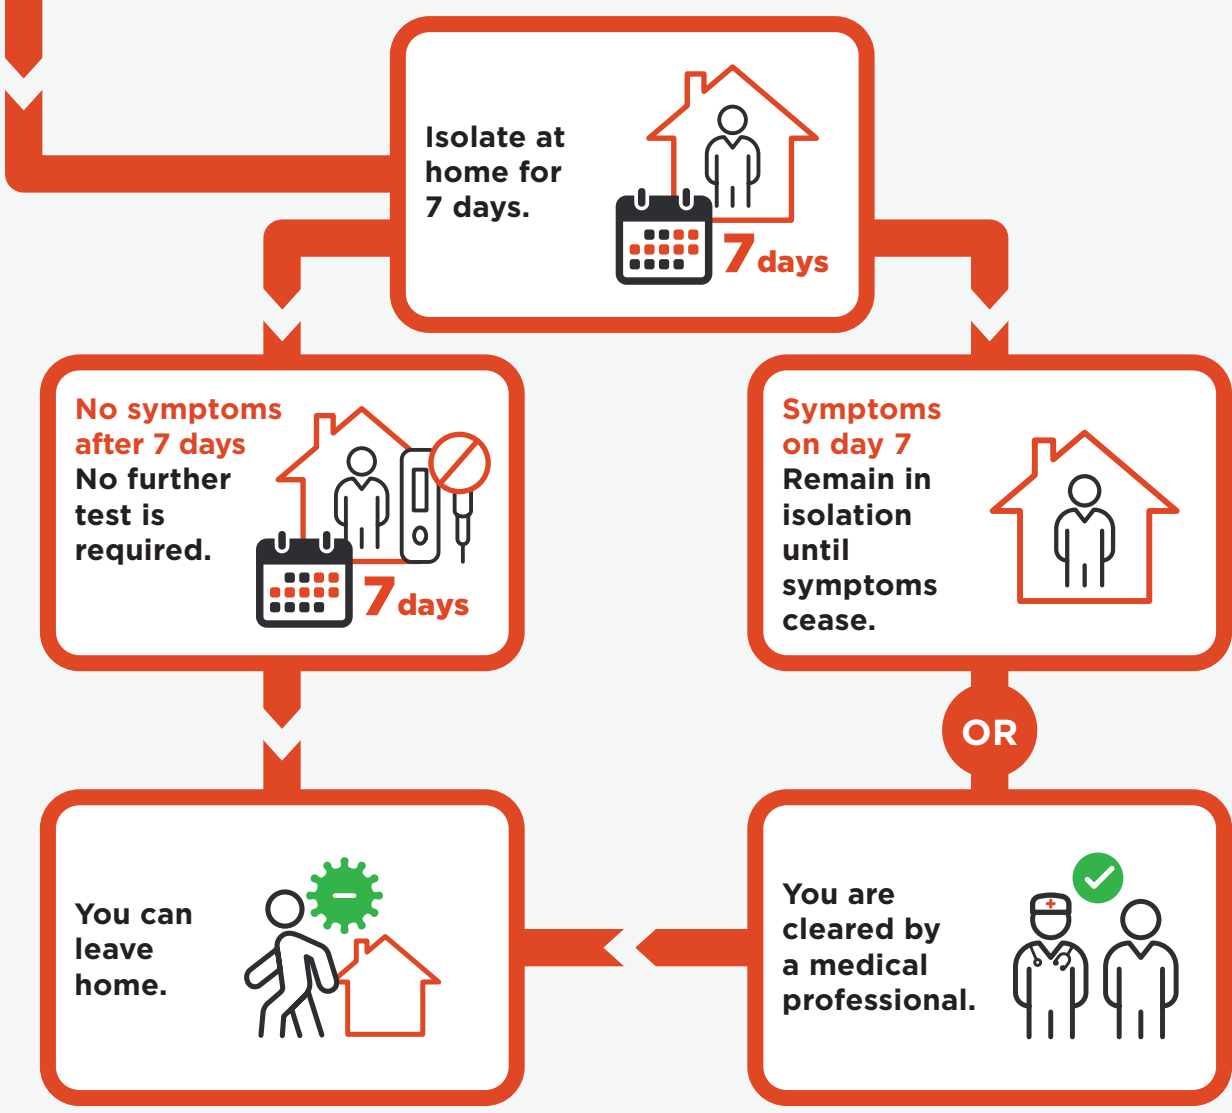 Isolate at
home for
7 days.
7 days
No symptoms
after 7 days
No further
test is
required.
7 days
Symptoms
on day 7
Remain in
isolation
until
symptoms
cease.
OR
You can
leave
home.
You are
cleared by
a medical
professional.